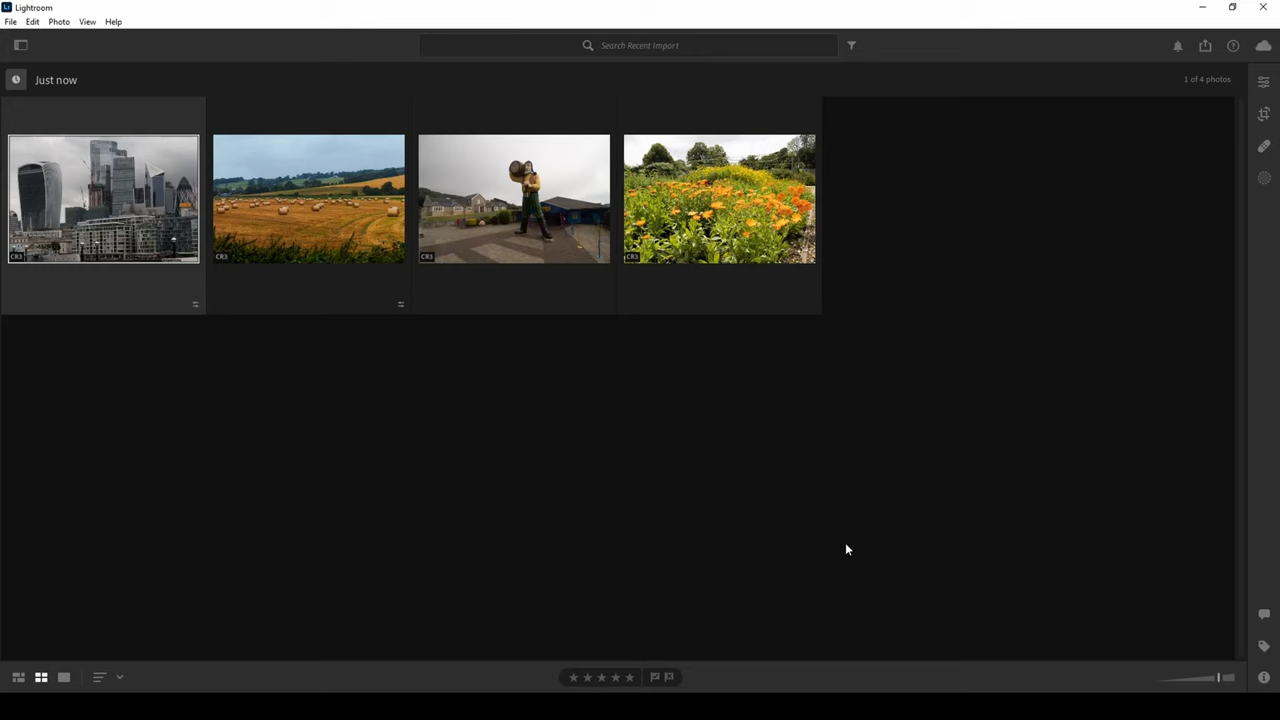 Lr Lightroom
File Edit Photo View Help
Search Recent Import
Just now
1 of 4 photos
CR3 CR3 CR3 CR3